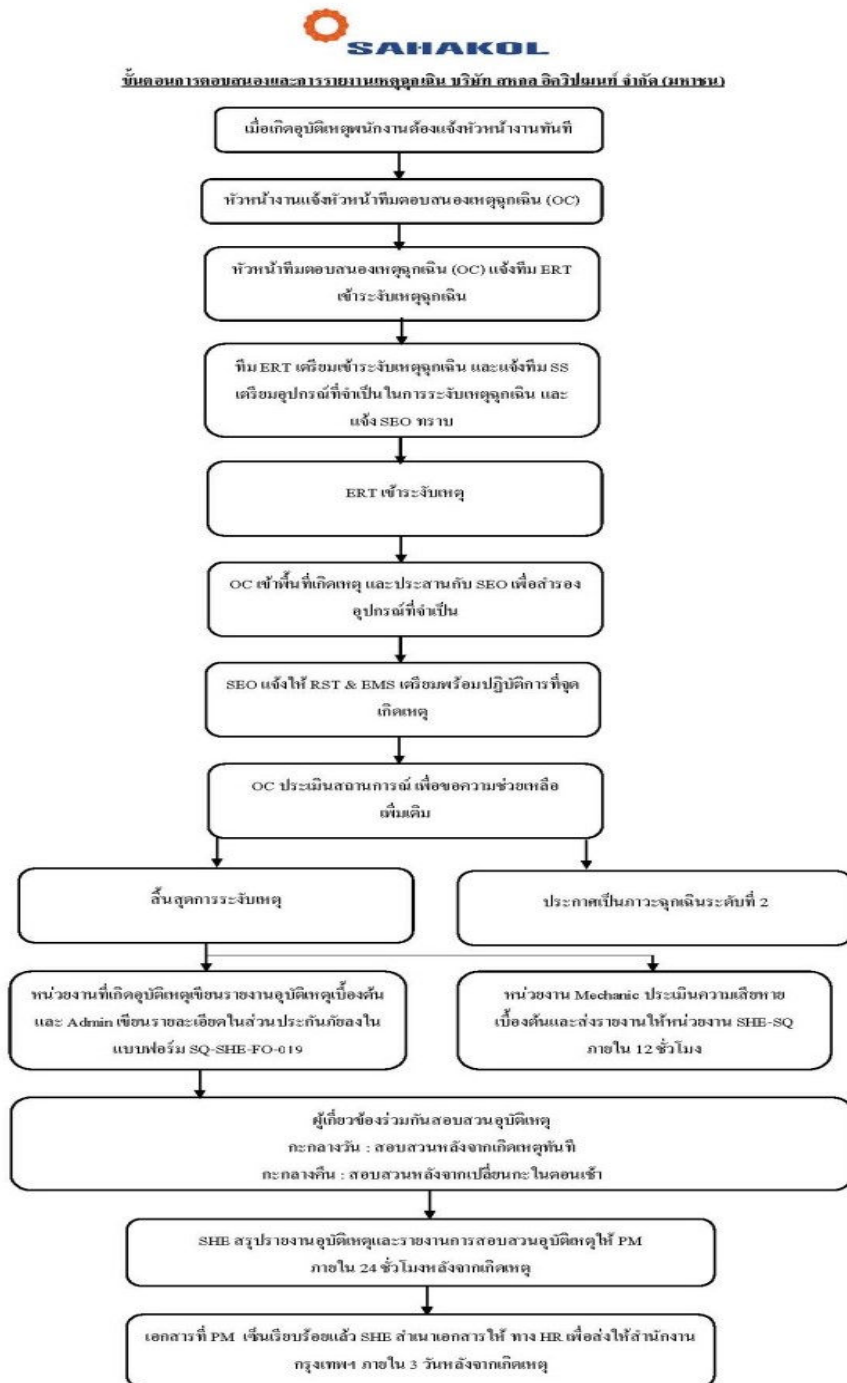 SAHAKOL
ขั้นตอนการตอบสนองและการรายงานเหตุฉุกเฉิน บริษัท สหกล อิควิปเมนท์ จำกัด (มหาชน)
เมื่อเกิดอุบัติเหตุพนักงานต้องแจ้งหัวหน้างานทันที
หัวหน้างานแจ้งหัวหน้าทีมตอบสนองเหตุฉุกเฉิน (OC)
หัวหน้าทีมตอบสนองเหตุฉุกเฉิน (OC) แจ้งทีม ERT
เข้าระงับเหตุฉุกเฉิน
ทีม ERT เตรียมเข้าระงับเหตุฉุกเฉิน และแจ้งทีม SS
เตรียมอุปกรณ์ที่จำเป็นในการระงับเหตุฉุกเฉิน และ
แจ้ง SEO ทราบ
ERT เข้าระงับเหตุ
OC เข้าพื้นที่เกิดเหตุ และประสานกับ SEO เพื่อสำรอง
อุปกรณ์ที่จำเป็น
SEO แจ้งให้ RST & EMS เตรียมพร้อมปฏิบัติการที่จุด
เกิดเหตุ
OC ประเมินสถานการณ์ เพื่อขอความช่วยเหลือ
เพิ่มเติม
สิ้นสุดการระงับเหตุ
ประกาศเป็นภาวะฉุกเฉินระดับที่ 2
หน่วยงานที่เกิดอุบัติเหตุเขียนรายงานอุบัติเหตุเบื้องต้น
และ Admin เขียนรายละเอียดในส่วนประกันภัยลงใน
แบบฟอร์ม SQ-SHE-FO-019
หน่วยงาน Mechanic ประเมินความเสียหาย
เบื้องต้นและส่งรายงานให้หน่วยงาน SHE-SQ
ภายใน 12 ชั่วโมง
ผู้เกี่ยวข้องร่วมกันสอบสวนอุบัติเหตุ
กะกลางวัน : สอบสวนหลังจากเกิดเหตุทันที
กะกลางคืน : สอบสวนหลังจากเปลี่ยนกะในตอนเช้า
SHE สรุปรายงานอุบัติเหตุและรายงานการสอบสวนอุบัติเหตุให้ PM
ภายใน 24 ชั่วโมงหลังจากเกิดเหตุ
เอกสารที่ PM เซ็นเรียบร้อยแล้ว SHE สำเนาเอกสารให้ ทาง HR เพื่อส่งให้สำนักงาน
กรุงเทพฯ ภายใน 3 วันหลังจากเกิดเหตุ